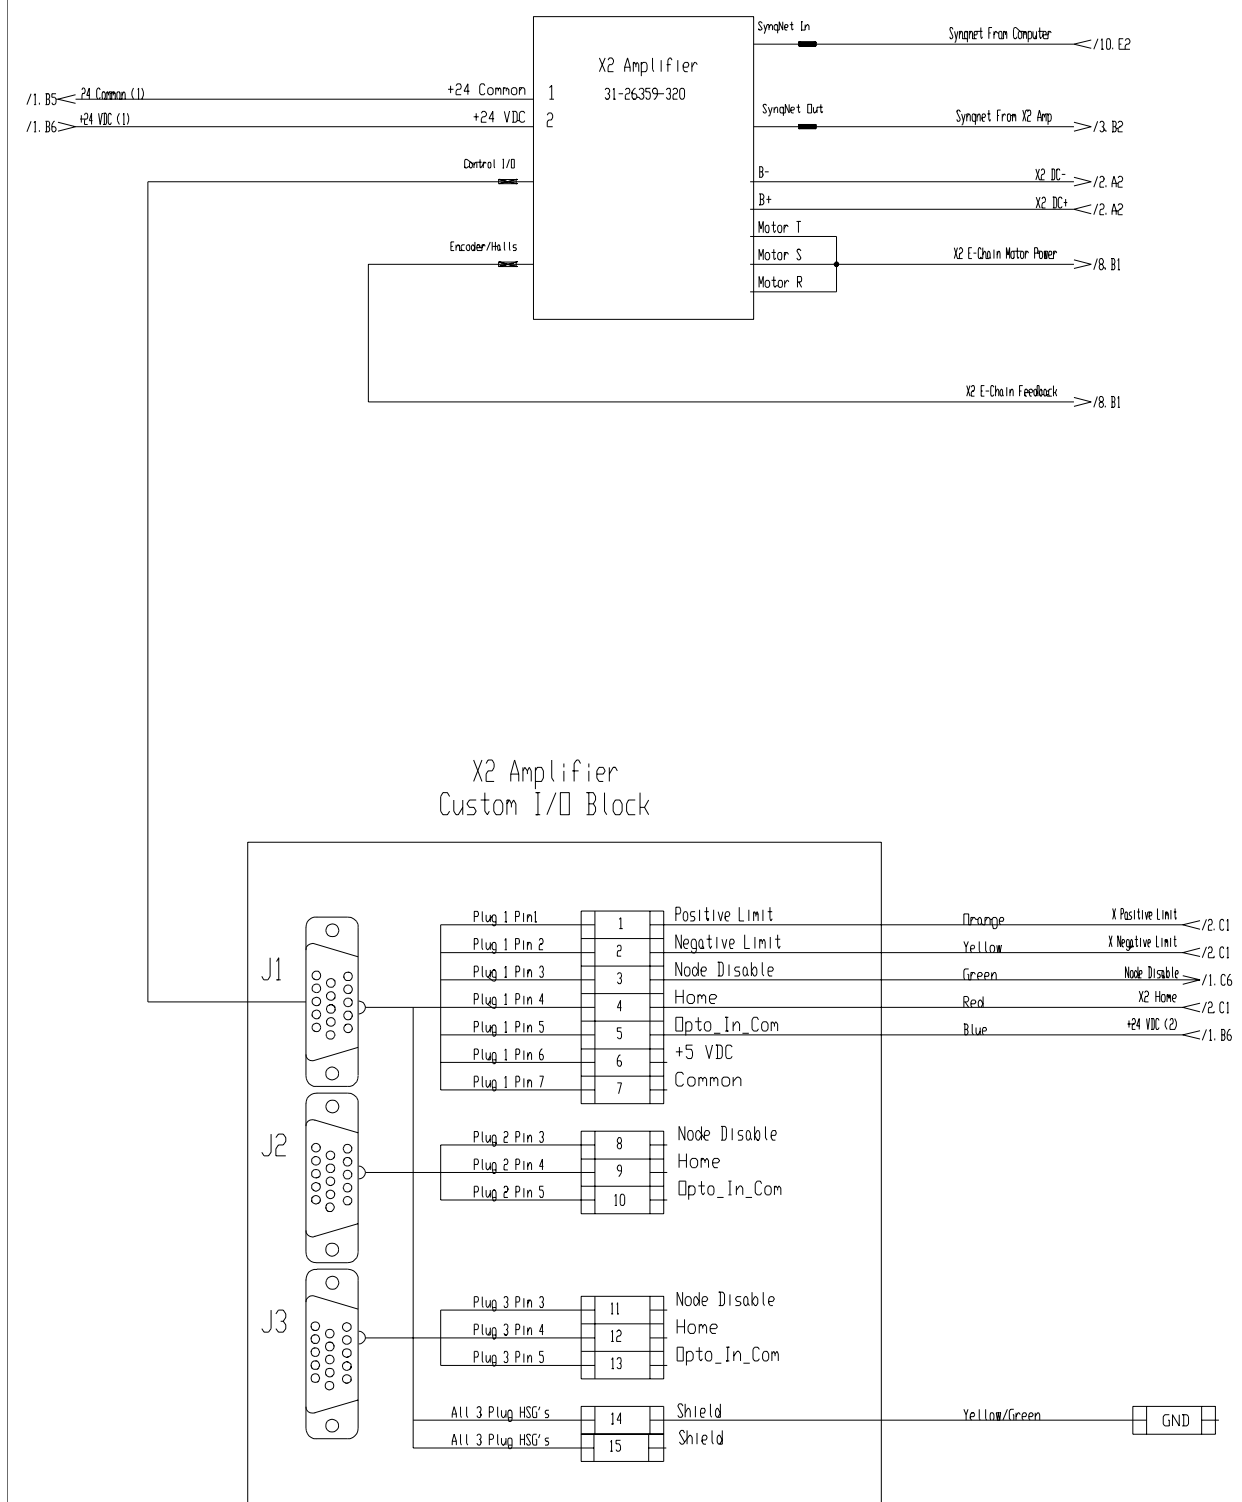 SynqNet In
Synqnet From Computer
/10. E2
X2 Amplifier
31-26359-320
/1. B5
24 Common (1)
+24 Common
1
/1. B6
+24 VDC (1)
+24 VDC
2
SynqNet Out
Synqnet From X2 Amp
/3. B2
Control I/O
B-
X2 DC-
/2. A2
B+
X2 DC+
/2. A2
Motor T
Encoder/Halls
Motor S
X2 E-Chain Motor Power
/8. B1
Motor R
X2 E-Chain Feedback
/8. B1
X2 Amplifier
Custom I/O Block
J1
Plug 1 Pin1
1
Positive Limit
Orange
X Positive Limit
/2. C1
Plug 1 Pin 2
2
Negative Limit
Yellow
X Negative Limit
/2. C1
Plug 1 Pin 3
3
Node Disable
Green
Node Disable
/1. C6
Plug 1 Pin 4
4
Home
Red
X2 Home
/2. C1
Plug 1 Pin 5
5
Opto_In_Com
Blue
+24 VDC (2)
/1. B6
Plug 1 Pin 6
6
+5 VDC
Plug 1 Pin 7
7
Common
J2
Plug 2 Pin 3
8
Node Disable
Plug 2 Pin 4
9
Home
Plug 2 Pin 5
10
Opto_In_Com
J3
Plug 3 Pin 3
11
Node Disable
Plug 3 Pin 4
12
Home
Plug 3 Pin 5
13
Opto_In_Com
All 3 Plug HSG's
14
Shield
Yellow/Green
GND
All 3 Plug HSG's
15
Shield